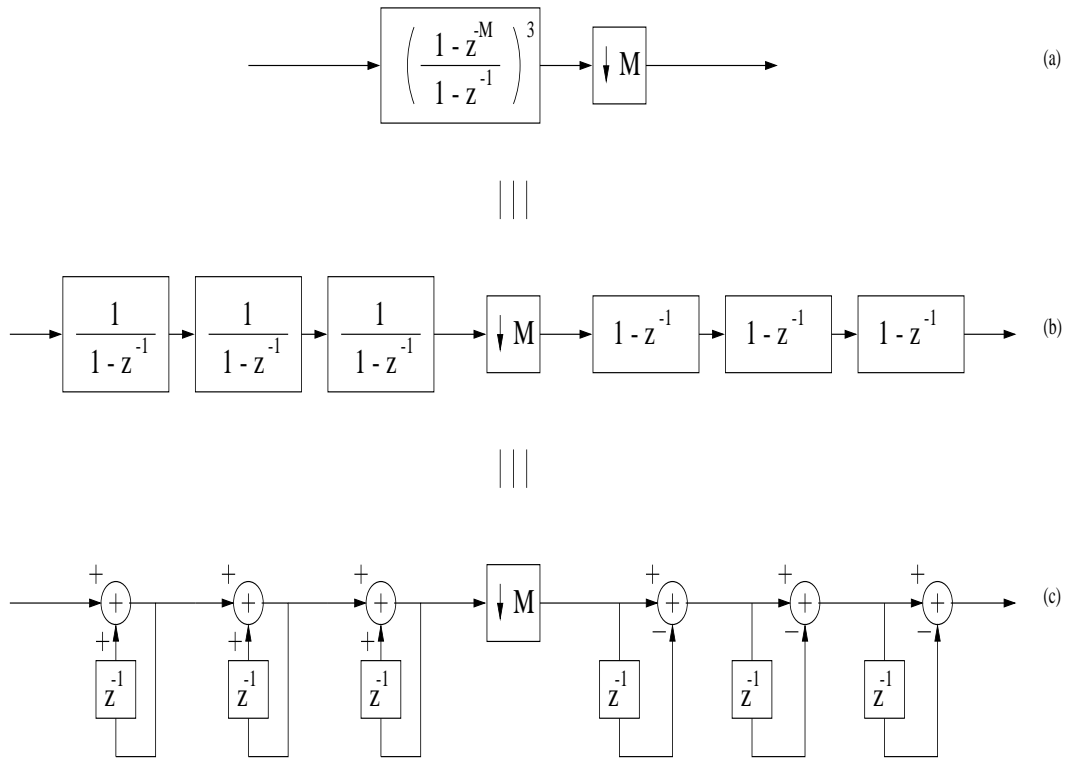 ( 1 - z^-M / 1 - z^-1 )^3 ↓ M (a)
|||
1 / 1 - z^-1 1 / 1 - z^-1 1 / 1 - z^-1 ↓ M 1 - z^-1 1 - z^-1 1 - z^-1 (b)
|||
+ + + ↓ M + + +
+ + + + + + (c)
+ + + − − −
z^-1 z^-1 z^-1 z^-1 z^-1 z^-1